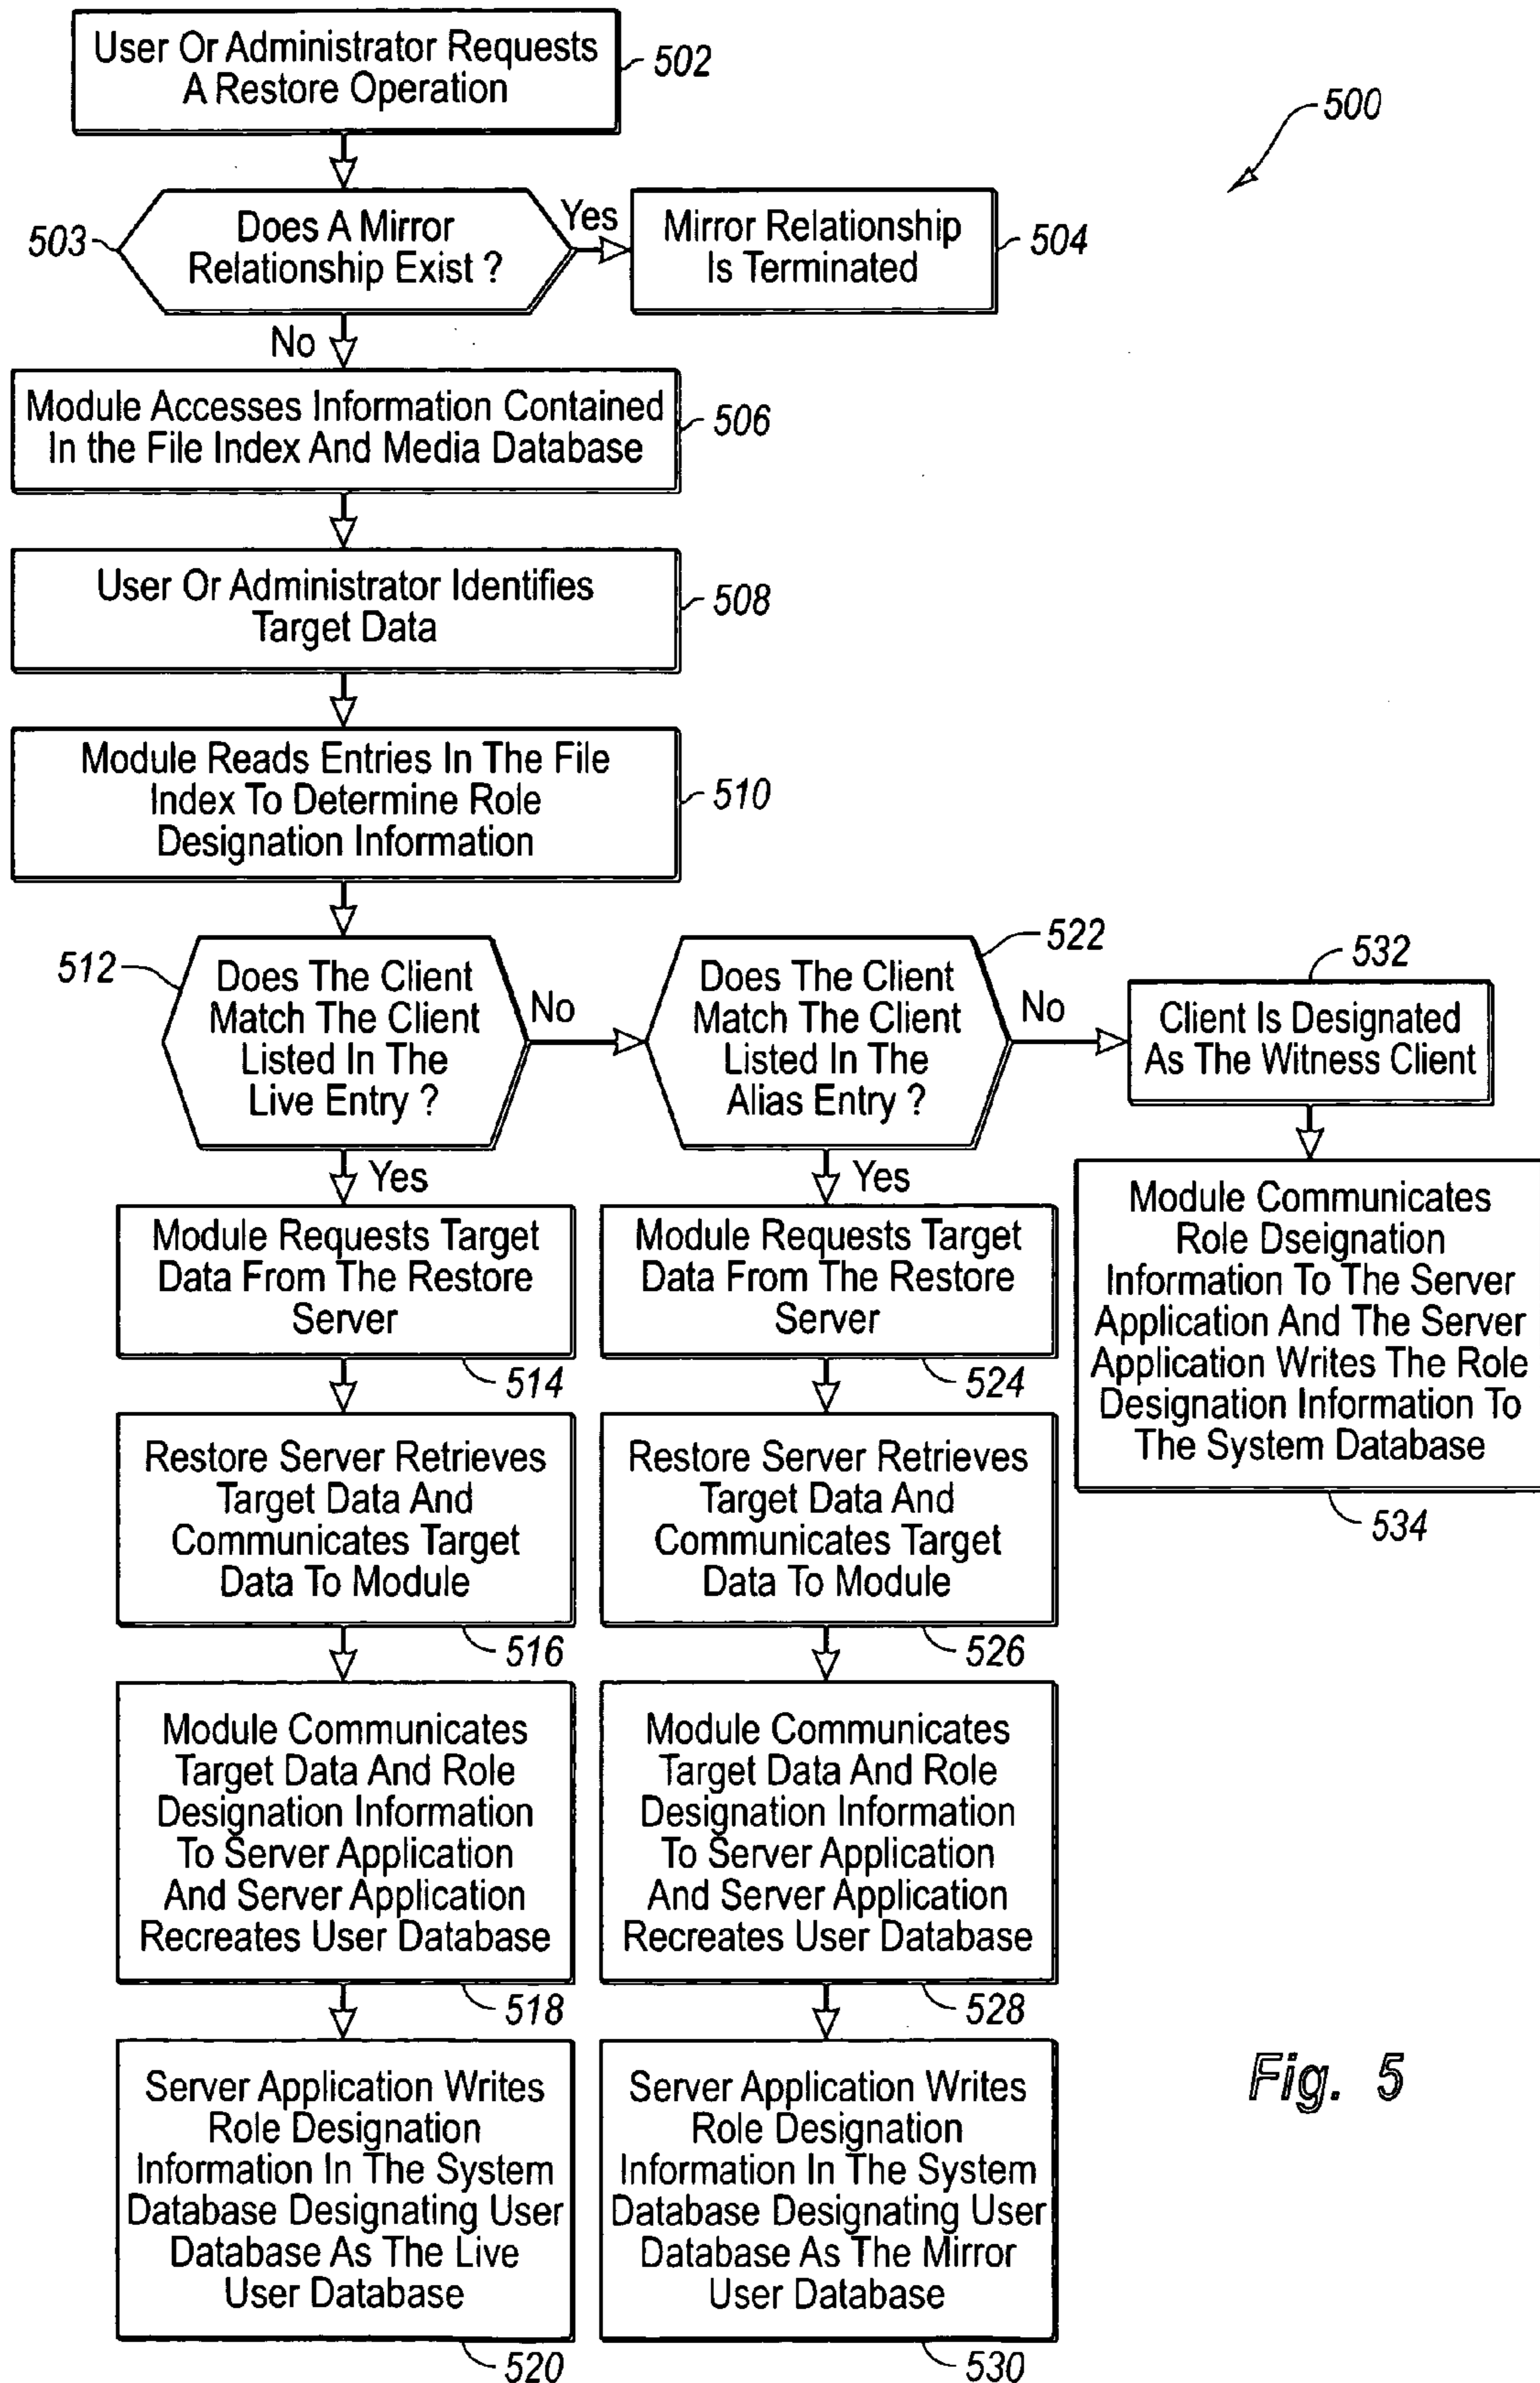 User Or Administrator Requests
A Restore Operation
502
500
503
Does A Mirror
Relationship Exist ?
Yes
Mirror Relationship
Is Terminated
504
No
Module Accesses Information Contained
In the File Index And Media Database
506
User Or Administrator Identifies
Target Data
508
Module Reads Entries In The File
Index To Determine Role
Designation Information
510
512
Does The Client
Match The Client
Listed In The
Live Entry ?
No
Yes
522
Does The Client
Match The Client
Listed In The
Alias Entry ?
No
Yes
532
Client Is Designated
As The Witness Client
Module Communicates
Role Dseignation
Information To The Server
Application And The Server
Application Writes The Role
Designation Information To
The System Database
534
Module Requests Target
Data From The Restore
Server
514
Restore Server Retrieves
Target Data And
Communicates Target
Data To Module
516
Module Communicates
Target Data And Role
Designation Information
To Server Application
And Server Application
Recreates User Database
518
Server Application Writes
Role Designation
Information In The System
Database Designating User
Database As The Live
User Database
520
Module Requests Target
Data From The Restore
Server
524
Restore Server Retrieves
Target Data And
Communicates Target
Data To Module
526
Module Communicates
Target Data And Role
Designation Information
To Server Application
And Server Application
Recreates User Database
528
Server Application Writes
Role Designation
Information In The System
Database Designating User
Database As The Mirror
User Database
530
Fig. 5